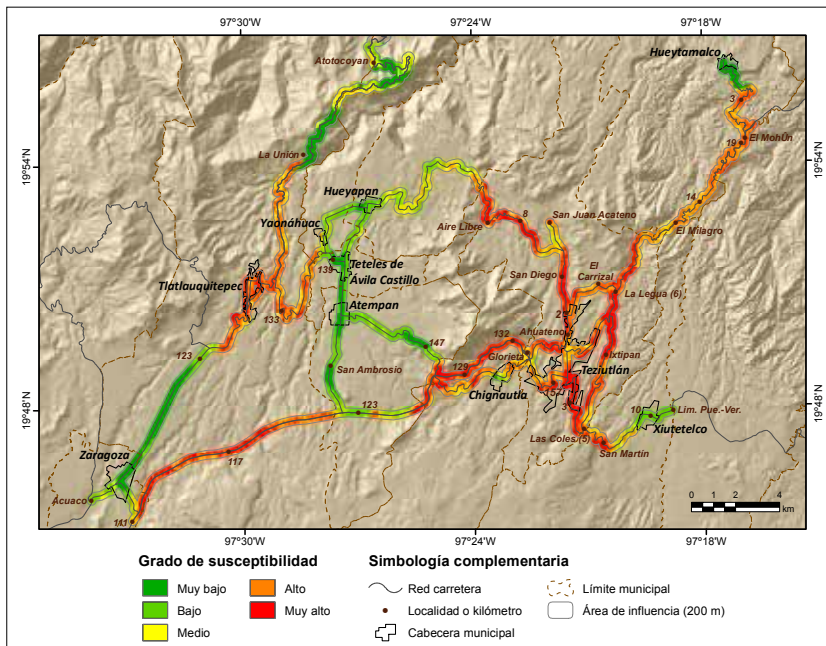 97°30'W
97°24'W
97°18'W
Atotocoyan
Hueytamalco
3
El MohÜn
19
La Unión
19°54'N
19°54'N
Hueyapan
14
8
San Juan Acateno
Aire Libre
El Milagro
Yaonáhuac
139
Teteles de
Ávila Castillo
San Diego
El
Carrizal
Tlatlauquitepec
La Legua (6)
133
Atempan
2
132
Ahuateno
147
123
Glorieta
Ixtipan
San Ambrosio
129
Teziutlán
Chignautla
157
19°48'N
19°48'N
123
3
10
Lim. Pue.-Ver.
Xiutetelco
Las Coles (5)
San Martín
117
Zaragoza
Acuaco
111
0 1 2 4
km
97°30'W
97°24'W
97°18'W
Grado de susceptibilidad
Muy bajo
Bajo
Medio
Alto
Muy alto
Simbología complementaria
Red carretera
Localidad o kilómetro
Cabecera municipal
Límite municipal
Área de influencia (200 m)